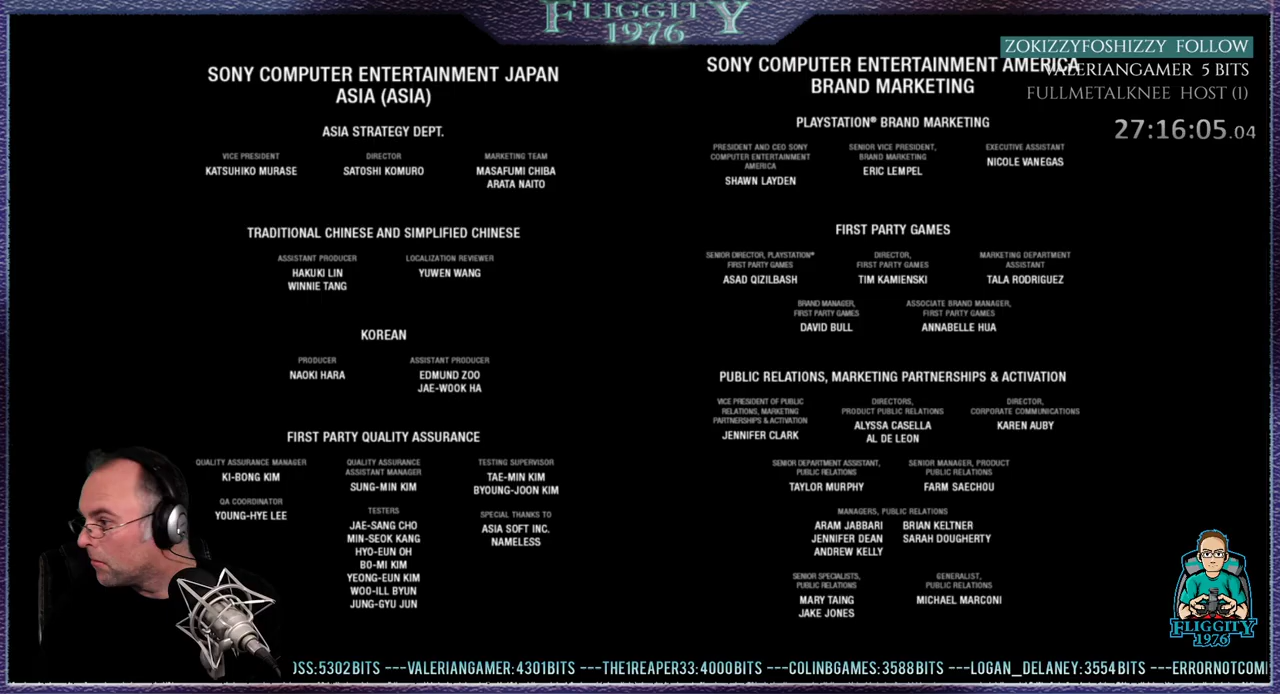 FLIGGITY
1976
ZOKIZZYFOSHIZZY FOLLOW
VALERIANGAMER 5 BITS
FULLMETALKNEE HOST (1)
27:16:05.04
SONY COMPUTER ENTERTAINMENT JAPAN
ASIA (ASIA)
ASIA STRATEGY DEPT.
VICE PRESIDENT DIRECTOR MARKETING TEAM
KATSUHIKO MURASE SATOSHI KOMURO MASAFUMI CHIBA
ARATA NAITO
TRADITIONAL CHINESE AND SIMPLIFIED CHINESE
ASSISTANT PRODUCER LOCALIZATION REVIEWER
HAKUKI LIN YUWEN WANG
WINNIE TANG
KOREAN
PRODUCER ASSISTANT PRODUCER
NAOKI HARA EDMUND ZOO
JAE-WOOK HA
FIRST PARTY QUALITY ASSURANCE
QUALITY ASSURANCE MANAGER
KI-BONG KIM
QUALITY ASSURANCE
ASSISTANT MANAGER
SUNG-MIN KIM
TESTING SUPERVISOR
TAE-MIN KIM
BYOUNG-JOON KIM
QA COORDINATOR
YOUNG-HYE LEE
TESTERS
JAE-SANG CHO
MIN-SEOK KANG
HYO-EUN OH
BO-MI KIM
YEONG-EUN KIM
WOO-ILL BYUN
JUNG-GYU JUN
SPECIAL THANKS TO
ASIA SOFT INC.
NAMELESS
SONY COMPUTER ENTERTAINMENT AMERICA
BRAND MARKETING
PLAYSTATION® BRAND MARKETING
PRESIDENT AND CEO SONY
COMPUTER ENTERTAINMENT
AMERICA
SHAWN LAYDEN
SENIOR VICE PRESIDENT,
BRAND MARKETING
ERIC LEMPEL
EXECUTIVE ASSISTANT
NICOLE VANEGAS
FIRST PARTY GAMES
SENIOR DIRECTOR, PLAYSTATION®
FIRST PARTY GAMES
ASAD QIZILBASH
DIRECTOR,
FIRST PARTY GAMES
TIM KAMIENSKI
MARKETING DEPARTMENT
ASSISTANT
TALA RODRIGUEZ
BRAND MANAGER,
FIRST PARTY GAMES
DAVID BULL
ASSOCIATE BRAND MANAGER,
FIRST PARTY GAMES
ANNABELLE HUA
PUBLIC RELATIONS, MARKETING PARTNERSHIPS & ACTIVATION
VICE PRESIDENT OF PUBLIC
RELATIONS, MARKETING
PARTNERSHIPS & ACTIVATION
JENNIFER CLARK
DIRECTORS,
PRODUCT PUBLIC RELATIONS
ALYSSA CASELLA
AL DE LEON
DIRECTOR,
CORPORATE COMMUNICATIONS
KAREN AUBY
SENIOR DEPARTMENT ASSISTANT,
PUBLIC RELATIONS
TAYLOR MURPHY
SENIOR MANAGER, PRODUCT
PUBLIC RELATIONS
FARM SAECHOU
MANAGERS, PUBLIC RELATIONS
ARAM JABBARI BRIAN KELTNER
JENNIFER DEAN SARAH DOUGHERTY
ANDREW KELLY
SENIOR SPECIALISTS,
PUBLIC RELATIONS
MARY TAING
JAKE JONES
GENERALIST,
PUBLIC RELATIONS
MICHAEL MARCONI
FLIGGITY
1976
OSS:5302 BITS ---VALERIANGAMER:4301 BITS ---THE1REAPER33:4000 BITS ---COLINBGAMES:3588 BITS ---LOGAN_DELANEY:3554 BITS ---ERRORNOTCOM